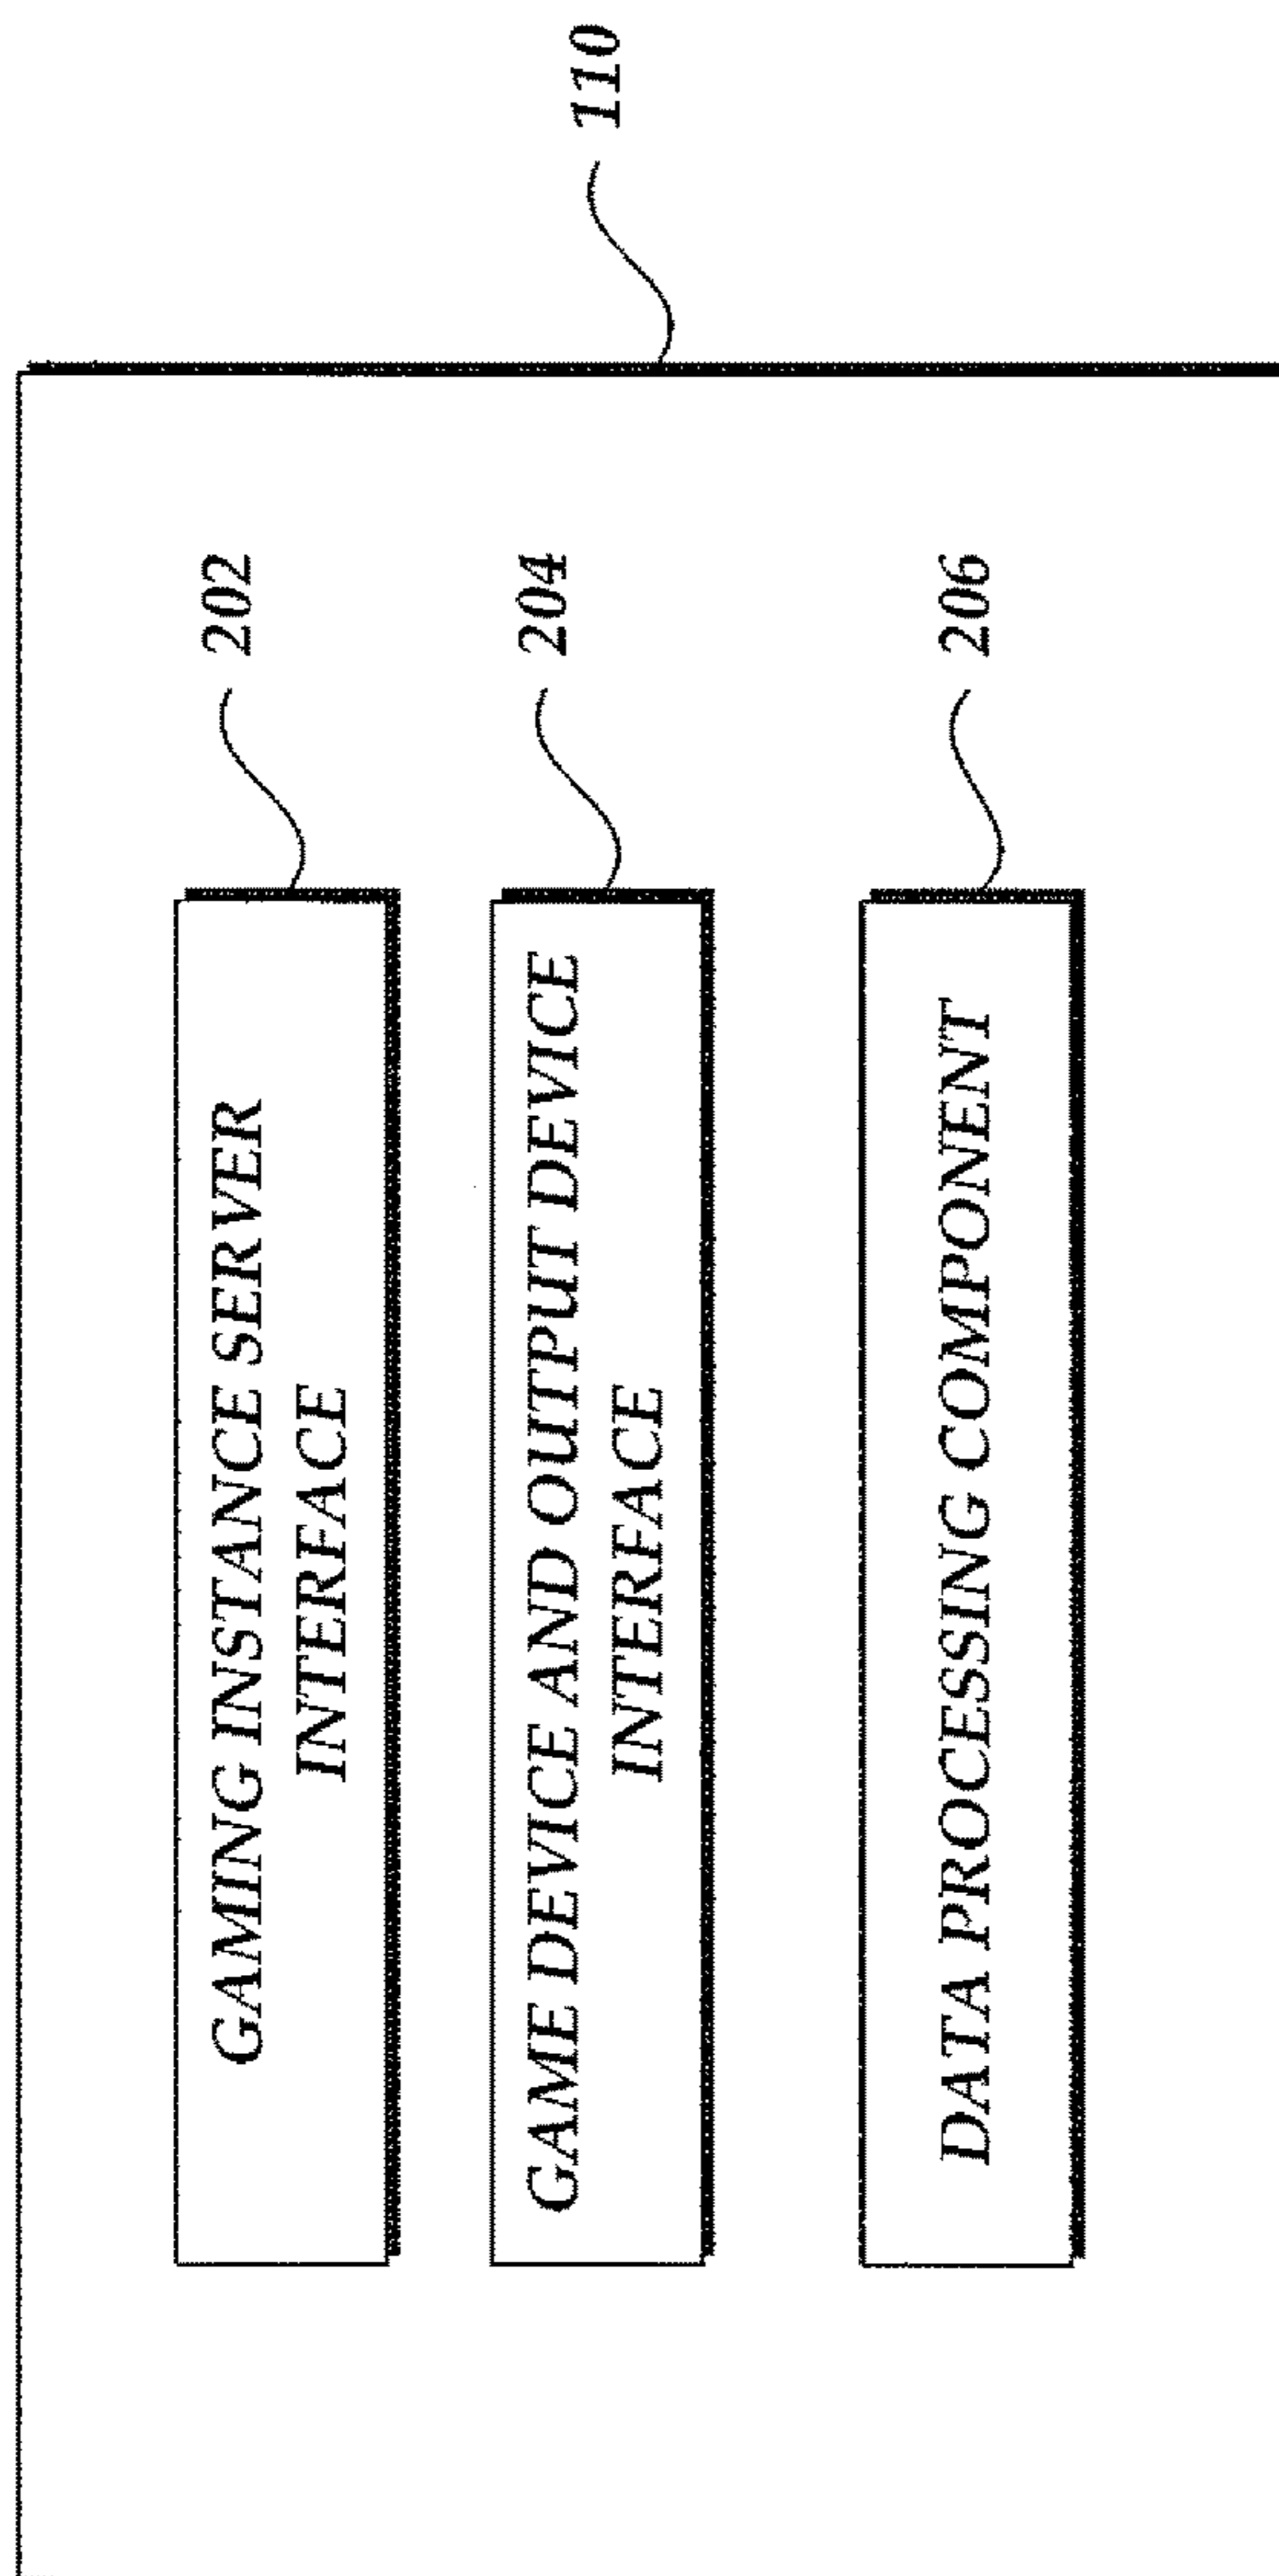 110
202
GAMING INSTANCE SERVER
INTERFACE
204
GAME DEVICE AND OUTPUT DEVICE
INTERFACE
206
DATA PROCESSING COMPONENT